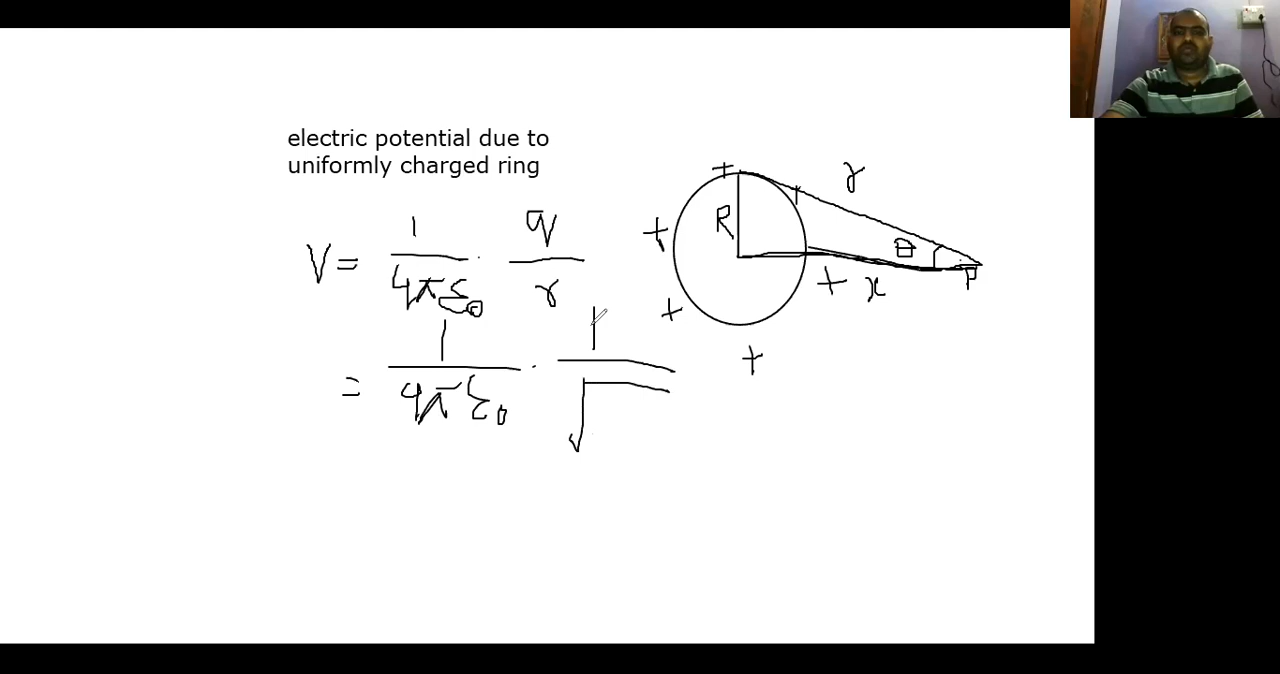 electric potential due to
uniformly charged ring
V = 1/4πε₀ · q/r
= 1/4πε₀ · 1/√
+
+
+
+
+
R
r
θ
x
P